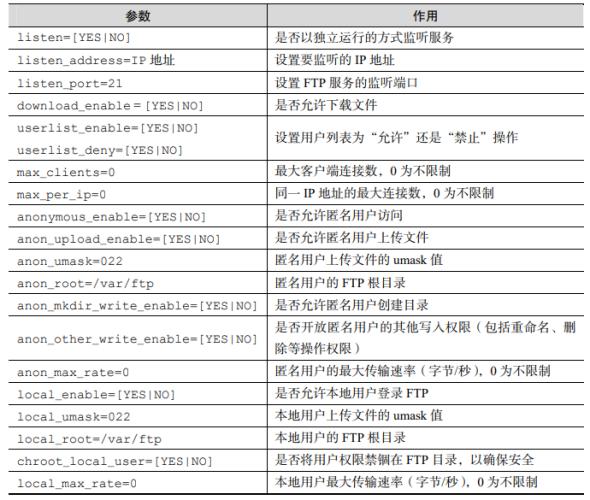 参数 作用
listen=[YES|NO] 是否以独立运行的方式监听服务
listen_address=IP 地址 设置要监听的 IP 地址
listen_port=21 设置 FTP 服务的监听端口
download_enable=[YES|NO] 是否允许下载文件
userlist_enable=[YES|NO]
userlist_deny=[YES|NO]
设置用户列表为“允许”还是“禁止”操作
max_clients=0 最大客户端连接数，0 为不限制
max_per_ip=0 同一 IP 地址的最大连接数，0 为不限制
anonymous_enable=[YES|NO] 是否允许匿名用户访问
anon_upload_enable=[YES|NO] 是否允许匿名用户上传文件
anon_umask=022 匿名用户上传文件的 umask 值
anon_root=/var/ftp 匿名用户的 FTP 根目录
anon_mkdir_write_enable=[YES|NO] 是否允许匿名用户创建目录
anon_other_write_enable=[YES|NO] 是否开放匿名用户的其他写入权限（包括重命名、删
除等操作权限）
anon_max_rate=0 匿名用户的最大传输速率（字节/秒），0 为不限制
local_enable=[YES|NO] 是否允许本地用户登录 FTP
local_umask=022 本地用户上传文件的 umask 值
local_root=/var/ftp 本地用户的 FTP 根目录
chroot_local_user=[YES|NO] 是否将用户权限禁锢在 FTP 目录，以确保安全
local_max_rate=0 本地用户最大传输速率（字节/秒），0 为不限制